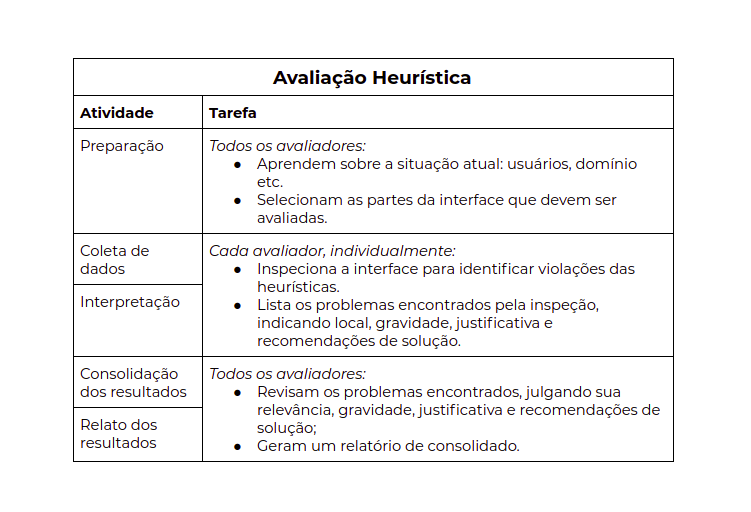 Avaliação Heurística
Atividade
Tarefa
Preparação
Todos os avaliadores:
● Aprendem sobre a situação atual: usuários, domínio
etc.
● Selecionam as partes da interface que devem ser
avaliadas.
Coleta de
dados
Interpretação
Cada avaliador, individualmente:
● Inspeciona a interface para identificar violações das
heurísticas.
● Lista os problemas encontrados pela inspeção,
indicando local, gravidade, justificativa e
recomendações de solução.
Consolidação
dos resultados
Relato dos
resultados
Todos os avaliadores:
● Revisam os problemas encontrados, julgando sua
relevância, gravidade, justificativa e recomendações de
solução;
● Geram um relatório de consolidado.